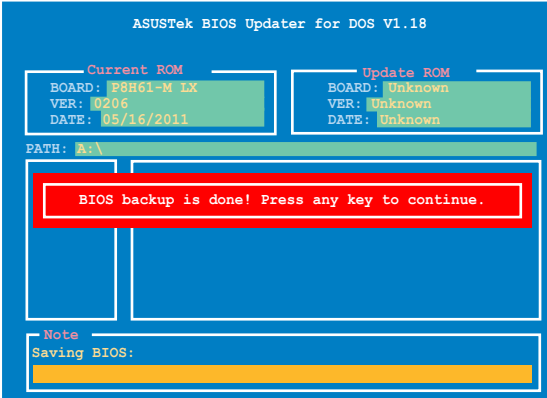 ASUSTek BIOS Updater for DOS V1.18
Current ROM
BOARD: P8H61-M LX
VER: 0206
DATE: 05/16/2011
Update ROM
BOARD: Unknown
VER: Unknown
DATE: Unknown
PATH: A:\
BIOS backup is done! Press any key to continue.
Note
Saving BIOS: